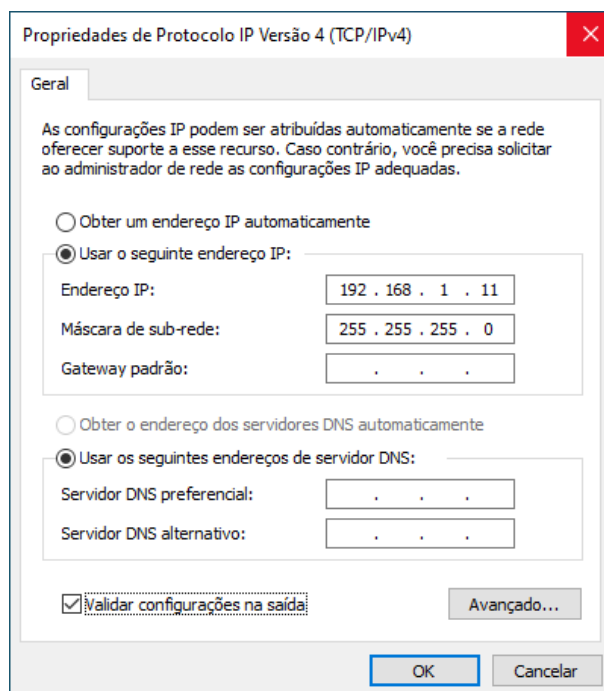 Propriedades de Protocolo IP Versão 4 (TCP/IPv4)
Geral
As configurações IP podem ser atribuídas automaticamente se a rede
oferecer suporte a esse recurso. Caso contrário, você precisa solicitar
ao administrador de rede as configurações IP adequadas.
Obter um endereço IP automaticamente
Usar o seguinte endereço IP:
Endereço IP: 192 . 168 . 1 . 11
Máscara de sub-rede: 255 . 255 . 255 . 0
Gateway padrão: . . .
Obter o endereço dos servidores DNS automaticamente
Usar os seguintes endereços de servidor DNS:
Servidor DNS preferencial: . . .
Servidor DNS alternativo: . . .
Validar configurações na saída Avançado...
OK Cancelar